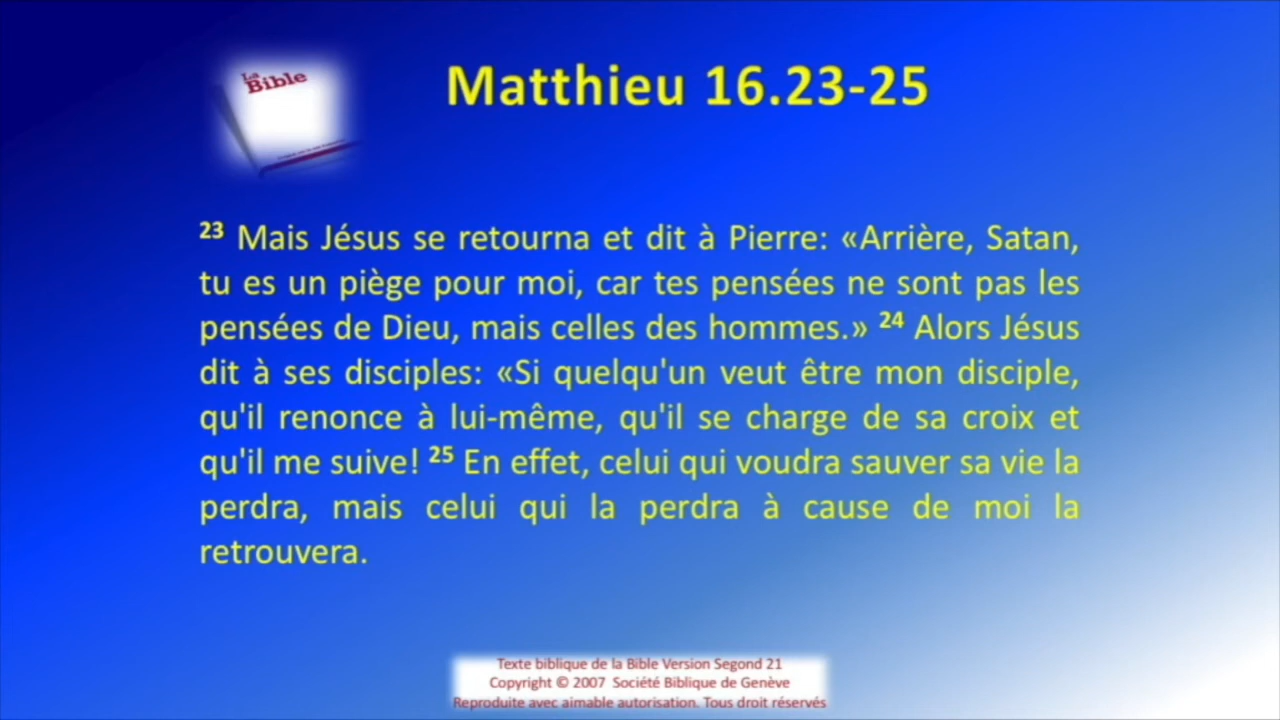 La
Bible
Matthieu 16.23-25
23 Mais Jésus se retourna et dit à Pierre: «Arrière, Satan,
tu es un piège pour moi, car tes pensées ne sont pas les
pensées de Dieu, mais celles des hommes.» 24 Alors Jésus
dit à ses disciples: «Si quelqu'un veut être mon disciple,
qu'il renonce à lui-même, qu'il se charge de sa croix et
qu'il me suive! 25 En effet, celui qui voudra sauver sa vie la
perdra, mais celui qui la perdra à cause de moi la
retrouvera.
Texte biblique de la Bible Version Segond 21
Copyright © 2007 Société Biblique de Genève
Reproduite avec aimable autorisation. Tous droit réservés